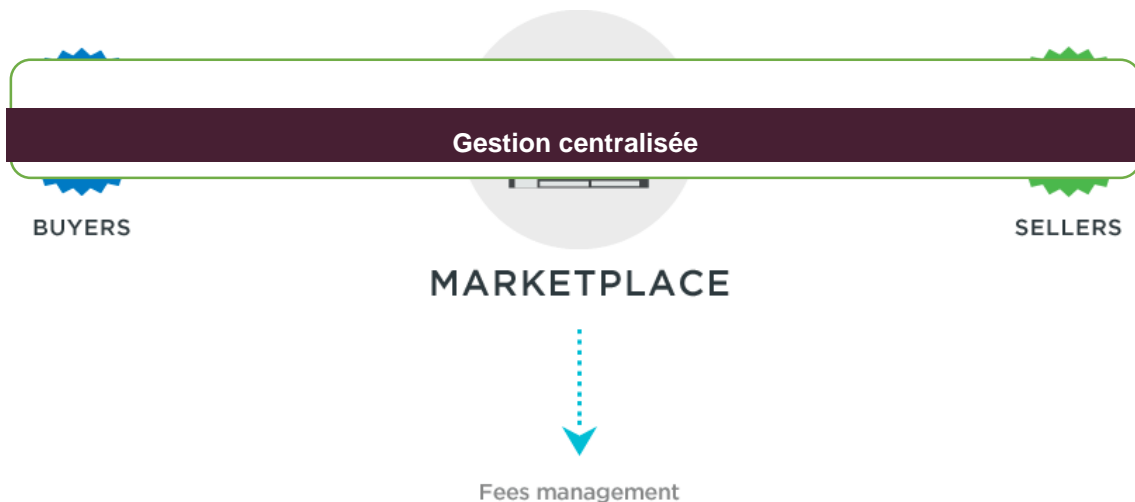 Gestion centralisée
BUYERS
SELLERS
MARKETPLACE
Fees management